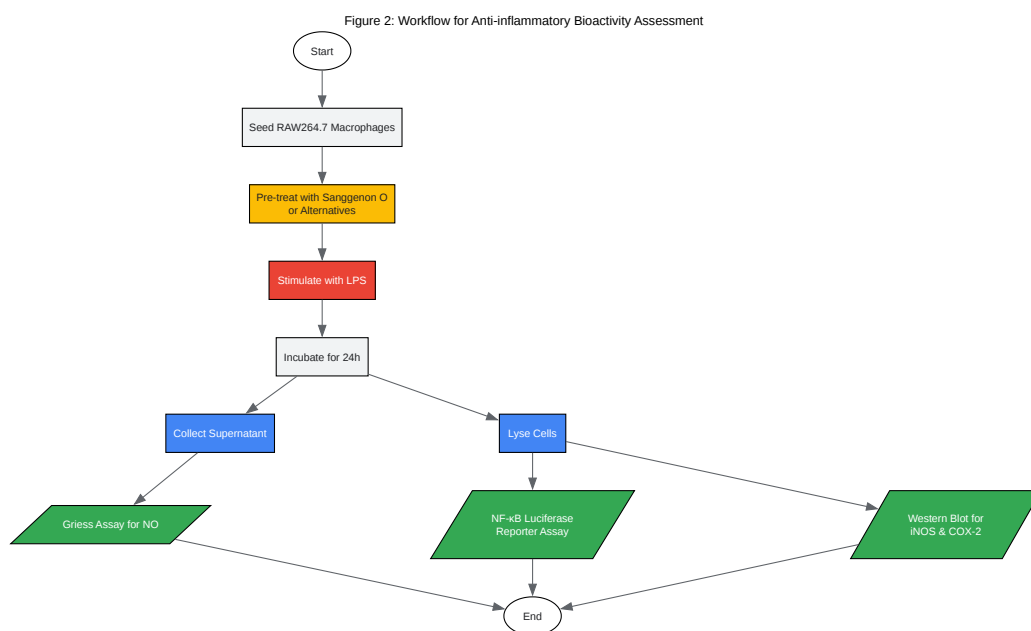 Figure 2: Workflow for Anti-inflammatory Bioactivity Assessment
Start
Seed RAW264.7 Macrophages
Pre-treat with Sanggenon O
or Alternatives
Stimulate with LPS
Incubate for 24h
Collect Supernatant
Lyse Cells
Griess Assay for NO
NF-κB Luciferase
Reporter Assay
Western Blot for
iNOS & COX-2
End